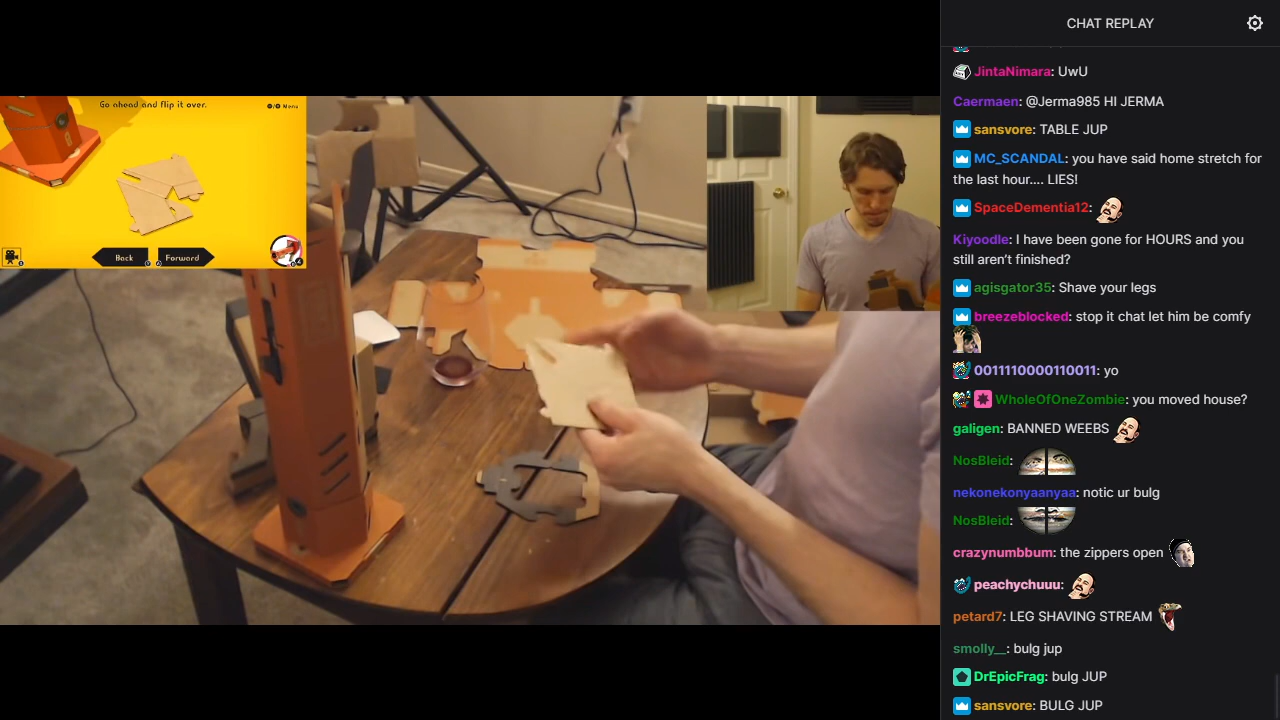 Go ahead and flip it over.
Menu
Back
Forward
CHAT REPLAY
JintaNimara: UwU
Caermaen: @Jerma985 HI JERMA
sansvore: TABLE JUP
MC_SCANDAL: you have said home stretch for
the last hour.... LIES!
SpaceDementia12:
Kiyoodle: I have been gone for HOURS and you
still aren't finished?
agisgator35: Shave your legs
breezeblocked: stop it chat let him be comfy
0011110000110011: yo
WholeOfOneZombie: you moved house?
galigen: BANNED WEEBS
NosBleid:
nekonekonyaanyaa: notic ur bulg
NosBleid:
crazynumbbum: the zippers open
peachychuuu:
petard7: LEG SHAVING STREAM
smolly__: bulg jup
DrEpicFrag: bulg JUP
sansvore: BULG JUP